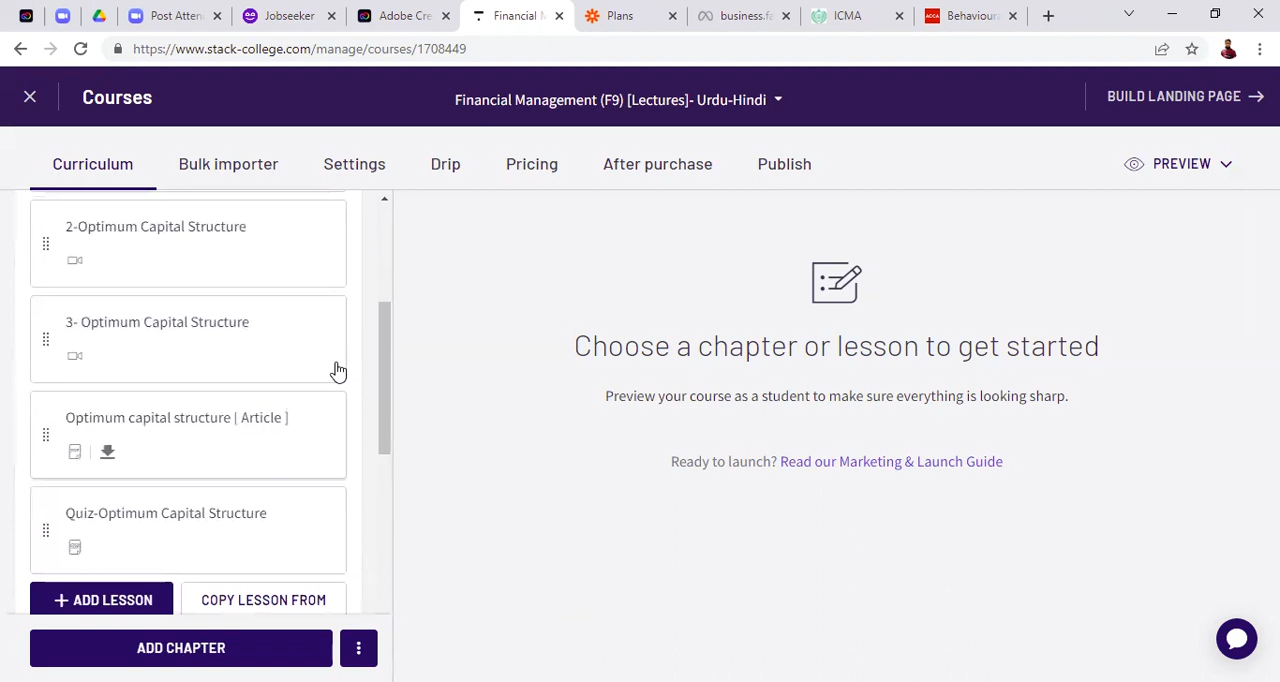 Post Atten
Jobseeker
Adobe Cre
Financial M
Plans
business.fa
ICMA
ACCA
Behavioura
https://www.stack-college.com/manage/courses/1708449
Courses
Financial Management (F9) [Lectures]- Urdu-Hindi
BUILD LANDING PAGE
Curriculum
Bulk importer
Settings
Drip
Pricing
After purchase
Publish
PREVIEW
2-Optimum Capital Structure
3- Optimum Capital Structure
Optimum capital structure [ Article ]
Quiz-Optimum Capital Structure
+ ADD LESSON
COPY LESSON FROM
ADD CHAPTER
Choose a chapter or lesson to get started
Preview your course as a student to make sure everything is looking sharp.
Ready to launch? Read our Marketing & Launch Guide